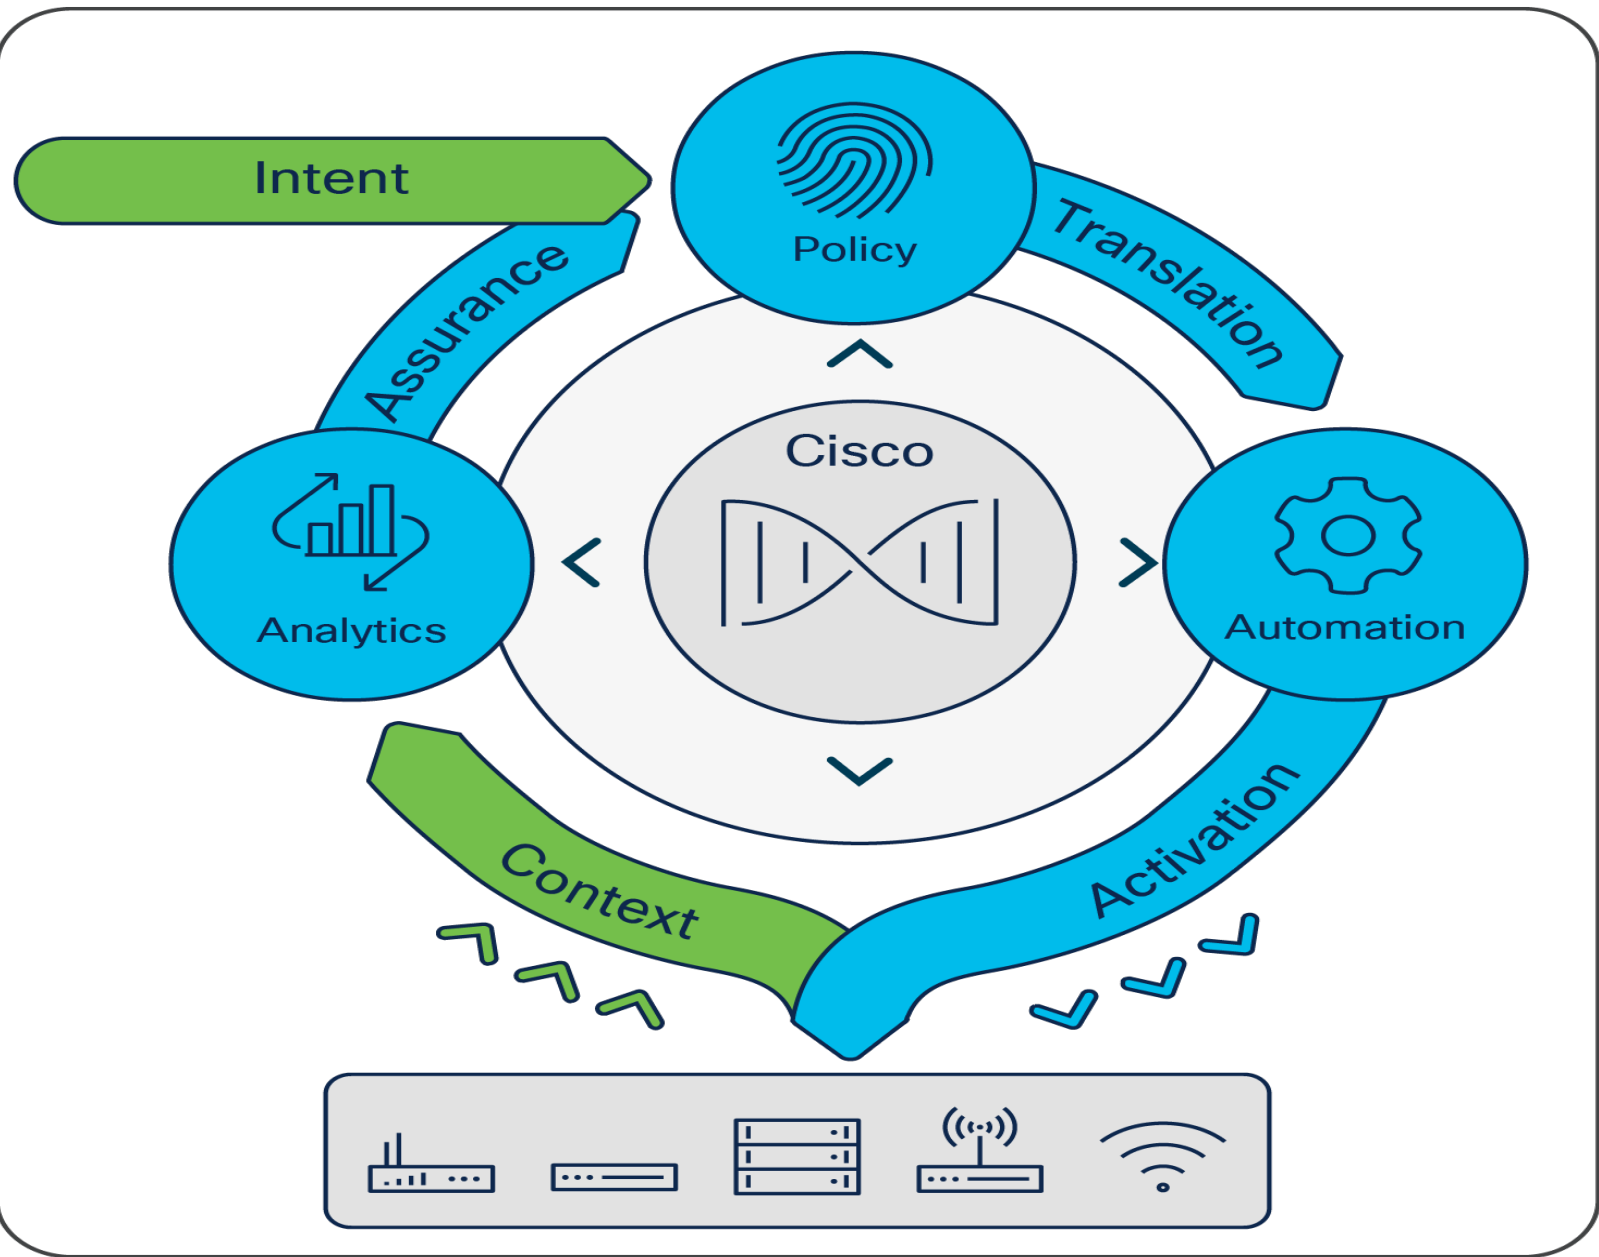 Intent
Policy
Translation
Assurance
Cisco
Analytics
Automation
Context
Activation